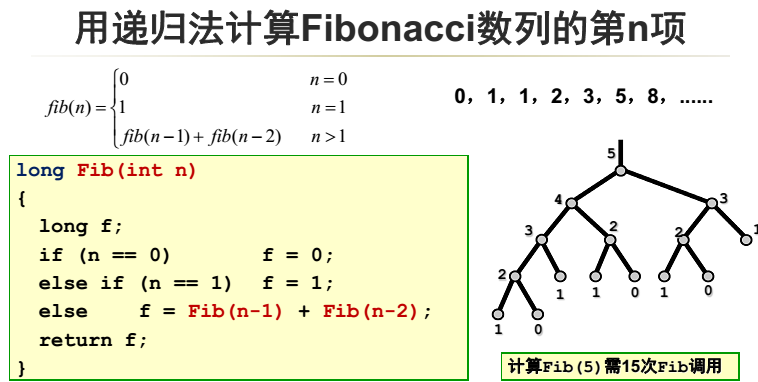 用递归法计算Fibonacci数列的第n项
0 n = 0
fib(n) = 1 n = 1
fib(n − 1) + fib(n − 2) n > 1
0，1，1，2，3，5，8，......
long Fib(int n)
{
long f;
if (n == 0) f = 0;
else if (n == 1) f = 1;
else f = Fib(n-1) + Fib(n-2);
return f;
}
5
4 3
3 2 2 1
2 1 1 0 1 0
1 0
计算Fib(5)需15次Fib调用